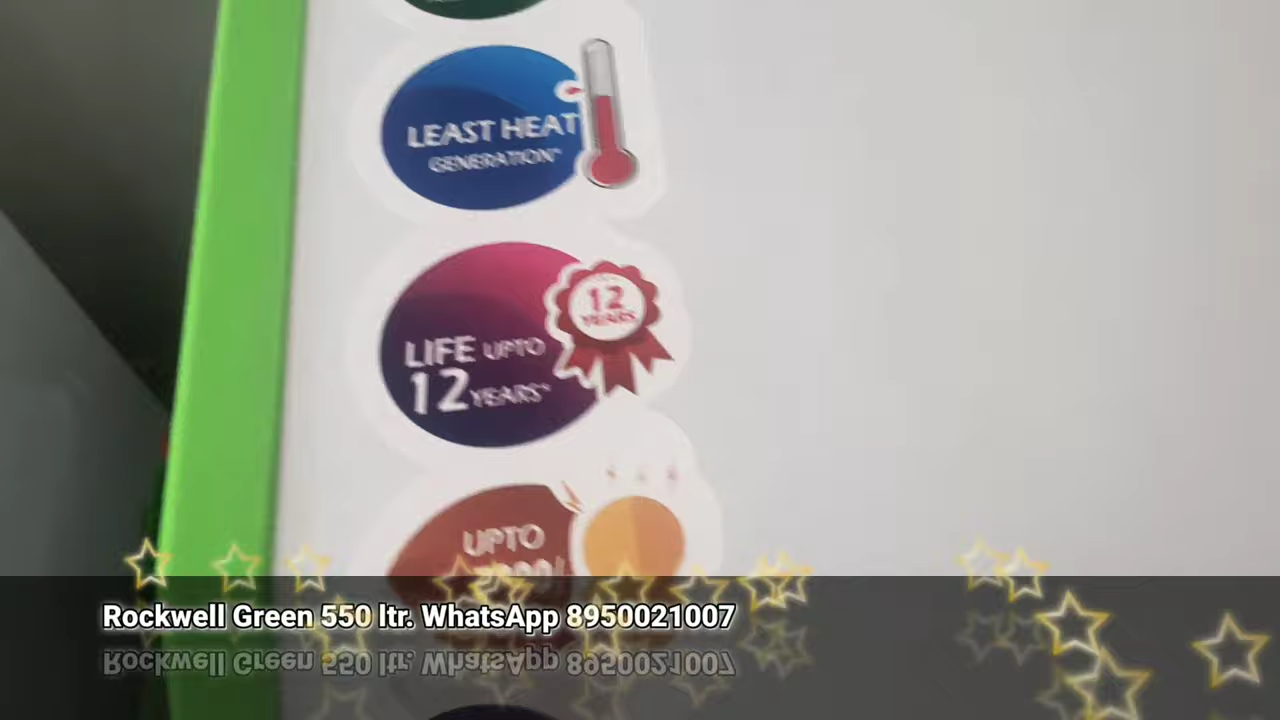 LEAST HEAT
GENERATION*
12
YEARS
LIFE UPTO
12 YEARS*
UPTO
Rockwell Green 550 ltr. WhatsApp 8950021007